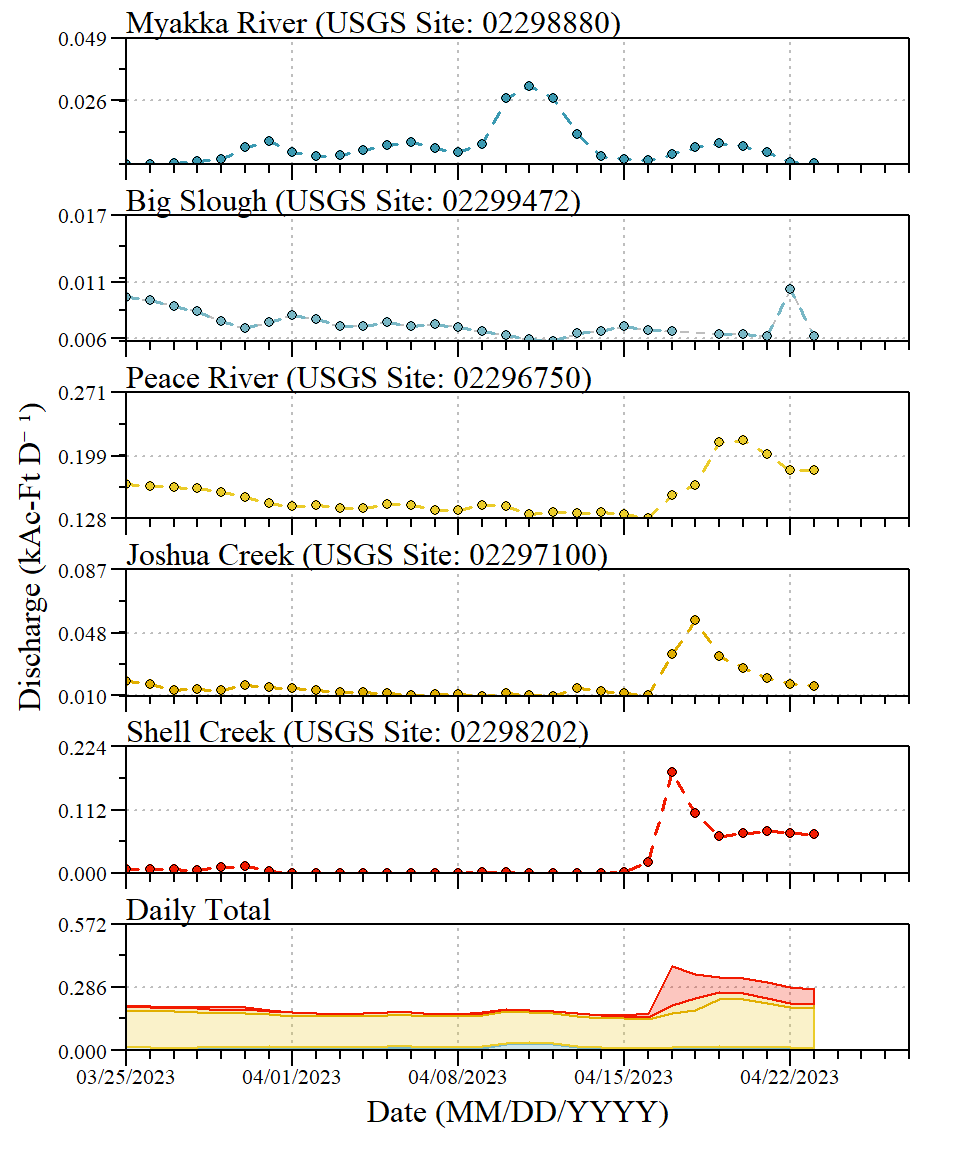 Myakka River (USGS Site: 02298880)
0.049
0.026
Big Slough (USGS Site: 02299472)
0.017
0.011
0.006
Peace River (USGS Site: 02296750)
0.271
0.199
0.128
Joshua Creek (USGS Site: 02297100)
0.087
0.048
0.010
Shell Creek (USGS Site: 02298202)
0.224
0.112
0.000
Daily Total
0.572
0.286
0.000
Discharge (kAc-Ft D⁻¹)
03/25/2023 04/01/2023 04/08/2023 04/15/2023 04/22/2023
Date (MM/DD/YYYY)